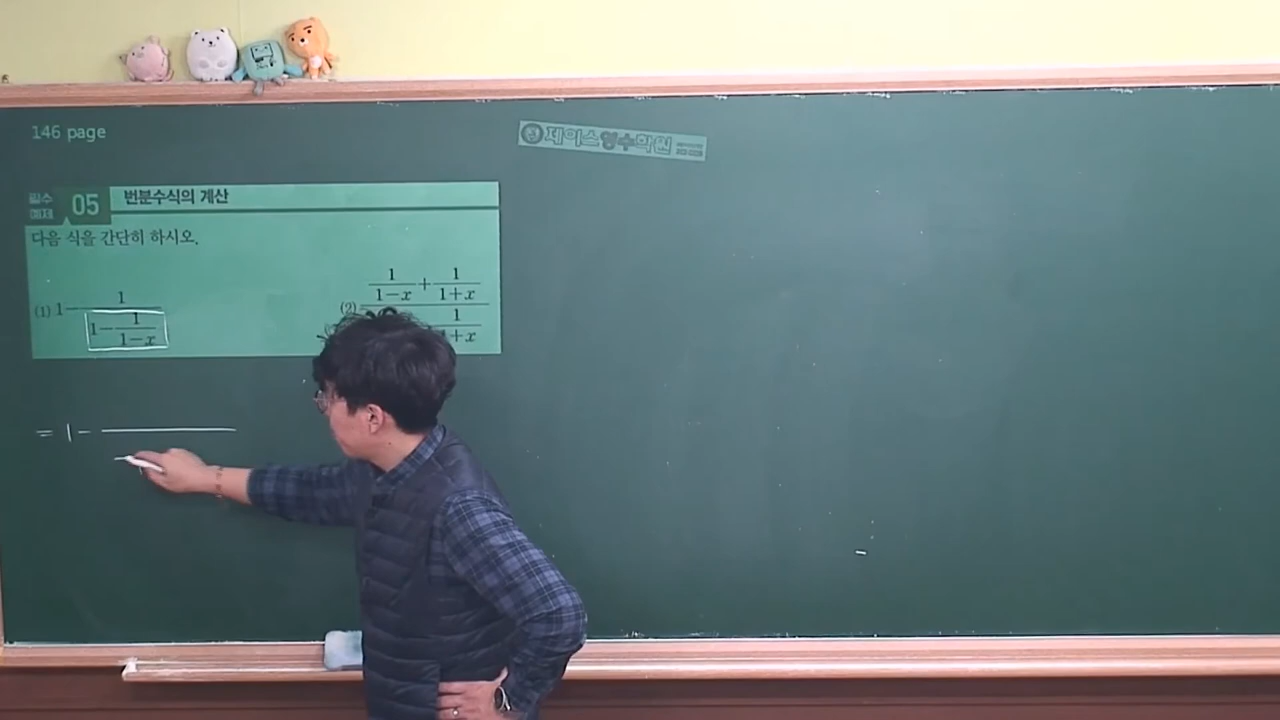 146 page
제이스영수학원
필수 예제 05 번분수식의 계산
다음 식을 간단히 하시오.
(1) 1 - 1 / (1 - 1 / (1-x))
(2) 1/(1-x) + 1/(1+x)
1/ +x
= 1 -